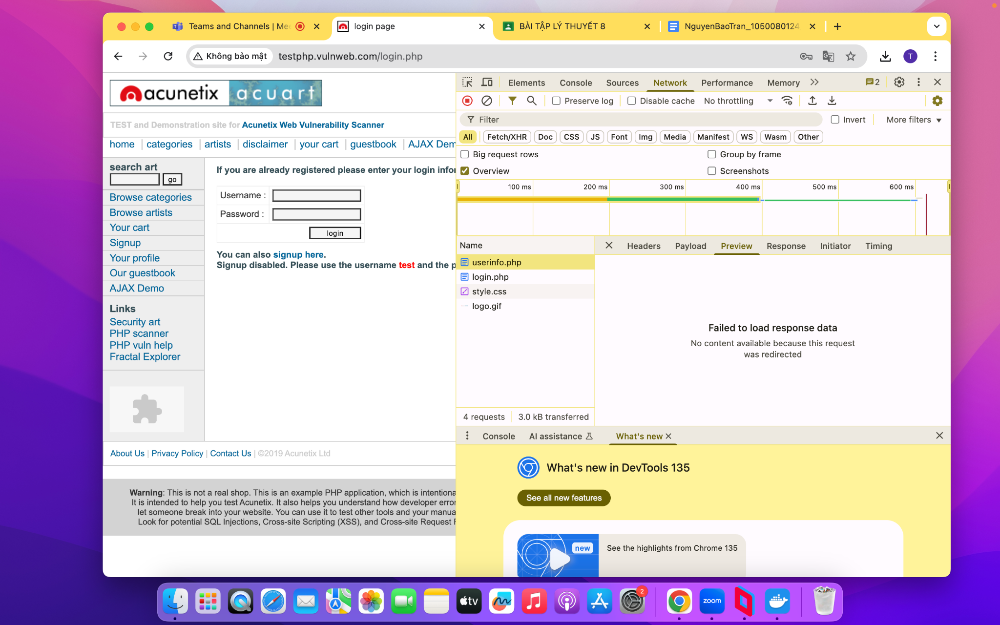 Teams and Channels | Mee
login page
BÀI TẬP LÝ THUYẾT 8
NguyenBaoTran_1050080124
Không bảo mật
testphp.vulnweb.com/login.php
T
acunetix acuart
TEST and Demonstration site for Acunetix Web Vulnerability Scanner
home | categories | artists | disclaimer | your cart | guestbook | AJAX Dem
search art
go
Browse categories
Browse artists
Your cart
Signup
Your profile
Our guestbook
AJAX Demo
Links
Security art
PHP scanner
PHP vuln help
Fractal Explorer
If you are already registered please enter your login infor
Username :
Password :
login
You can also signup here.
Signup disabled. Please use the username test and the p
About Us | Privacy Policy | Contact Us | ©2019 Acunetix Ltd
Warning: This is not a real shop. This is an example PHP application, which is intentiona
It is intended to help you test Acunetix. It also helps you understand how developer error
let someone break into your website. You can use it to test other tools and your manua
Look for potential SQL Injections, Cross-site Scripting (XSS), and Cross-site Request F
Elements Console Sources Network Performance Memory 2
Preserve log Disable cache No throttling
Filter Invert More filters
All Fetch/XHR Doc CSS JS Font Img Media Manifest WS Wasm Other
Big request rows Group by frame
Overview Screenshots
100 ms 200 ms 300 ms 400 ms 500 ms 600 ms
Name
Headers Payload Preview Response Initiator Timing
userinfo.php
login.php
style.css
logo.gif
Failed to load response data
No content available because this request
was redirected
4 requests 3.0 kB transferred
Console AI assistance What's new
What's new in DevTools 135
See all new features
new
See the highlights from Chrome 135
tv
2
zoom